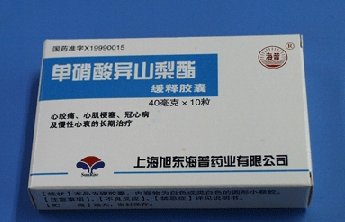 国药准字X19990015
单硝酸异山梨酯
缓释胶囊
海普
®
40毫克×10粒
心绞痛、心肌梗塞、冠心病
及慢性心衰的长期治疗
上海旭东海普药业有限公司